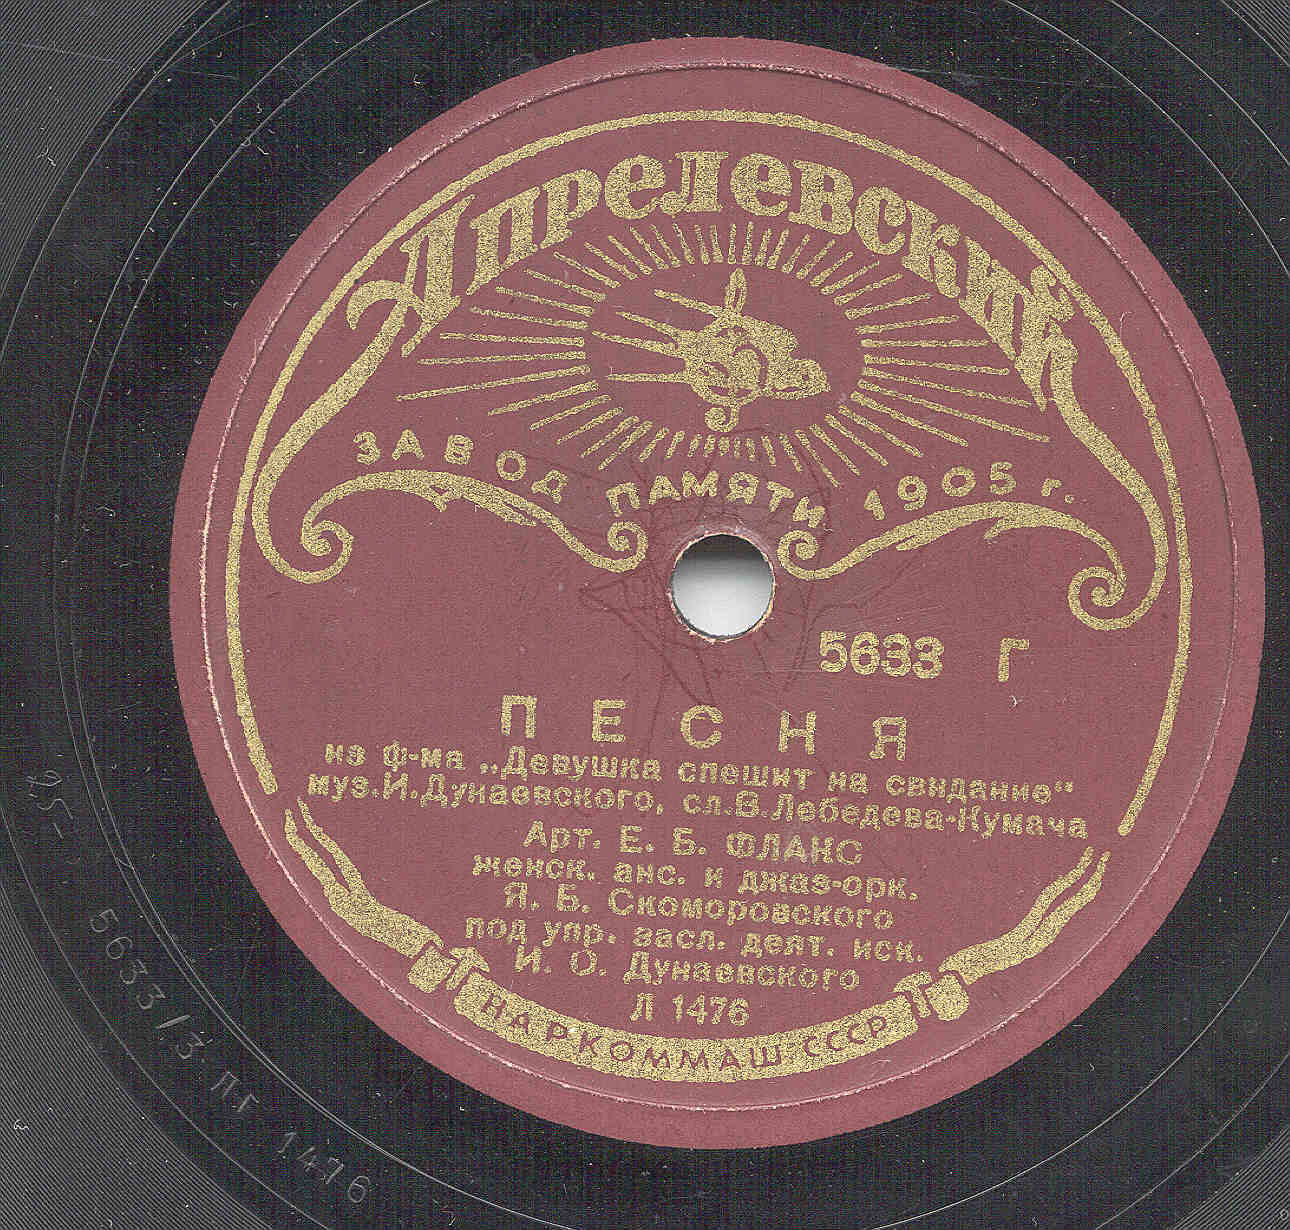 Апрелевский
ЗАВОД ПАМЯТИ 1905 г.
5633 Г
ПЕСНЯ
из ф-ма „Девушка спешит на свидание“
муз.И.Дунаевского, сл.В.Лебедева-Кумача
Арт. Е. Б. ФЛАКС
женск. анс. и джаз-орк.
Я. Б. Скоморовского
под упр. засл. деят. иск.
И. О. Дунаевского
Л 1476
НАРКОММАШ СССР
25-
5633/3 ПГ 1476